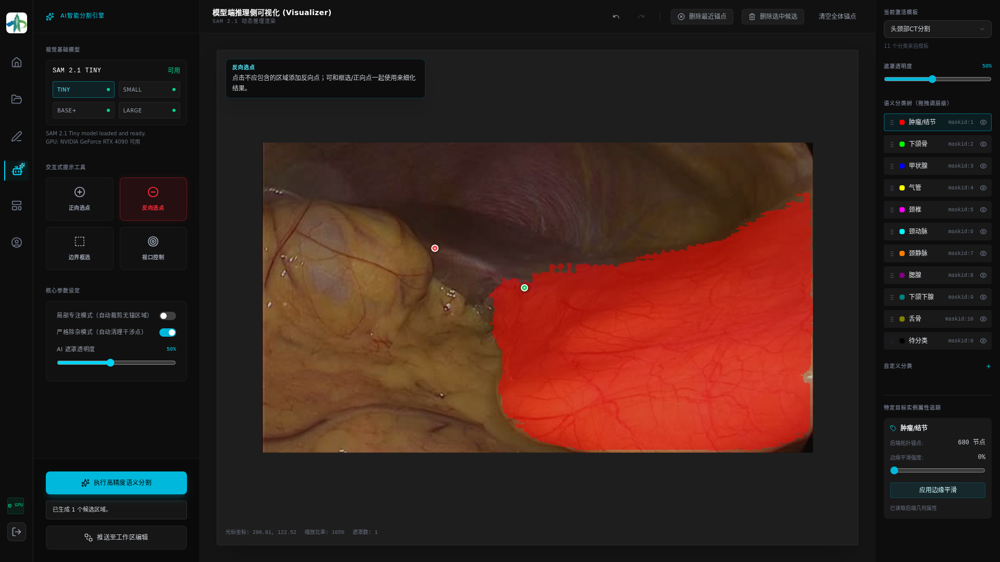 AI智能分割引擎
视觉基础模型
SAM 2.1 TINY
可用
TINY
SMALL
BASE+
LARGE
SAM 2.1 Tiny model loaded and ready.
GPU: NVIDIA GeForce RTX 4090 可用
交互式提示工具
正向选点
反向选点
边界框选
视口控制
核心参数设定
局部专注模式（自动裁剪无锚区域）
严格除杂模式（自动清理干涉点）
AI 遮罩透明度
50%
执行高精度语义分割
已生成 1 个候选区域。
推送至工作区编辑
GPU
模型端推理侧可视化 (Visualizer)
SAM 2.1 动态推理渲染
删除最近锚点
删除选中候选
清空全体锚点
反向选点
点击不应包含的区域添加反向点；可和框选/正向点一起使用来细化
结果。
光标坐标: 200.81, 122.52
缩放比率: 165%
遮罩数: 1
当前激活模板
头颈部CT分割
11 个分类来自模板
遮罩透明度
50%
语义分类树（拖拽调层级）
肿瘤/结节
maskid:1
下颌骨
maskid:2
甲状腺
maskid:3
气管
maskid:4
颈椎
maskid:5
颈动脉
maskid:6
颈静脉
maskid:7
腮腺
maskid:8
下颌下腺
maskid:9
舌骨
maskid:10
待分类
maskid:0
自定义分类
特定目标实例属性追踪
肿瘤/结节
后端拓扑锚点:
680 节点
边缘平滑强度:
0%
应用边缘平滑
已读取后端几何属性